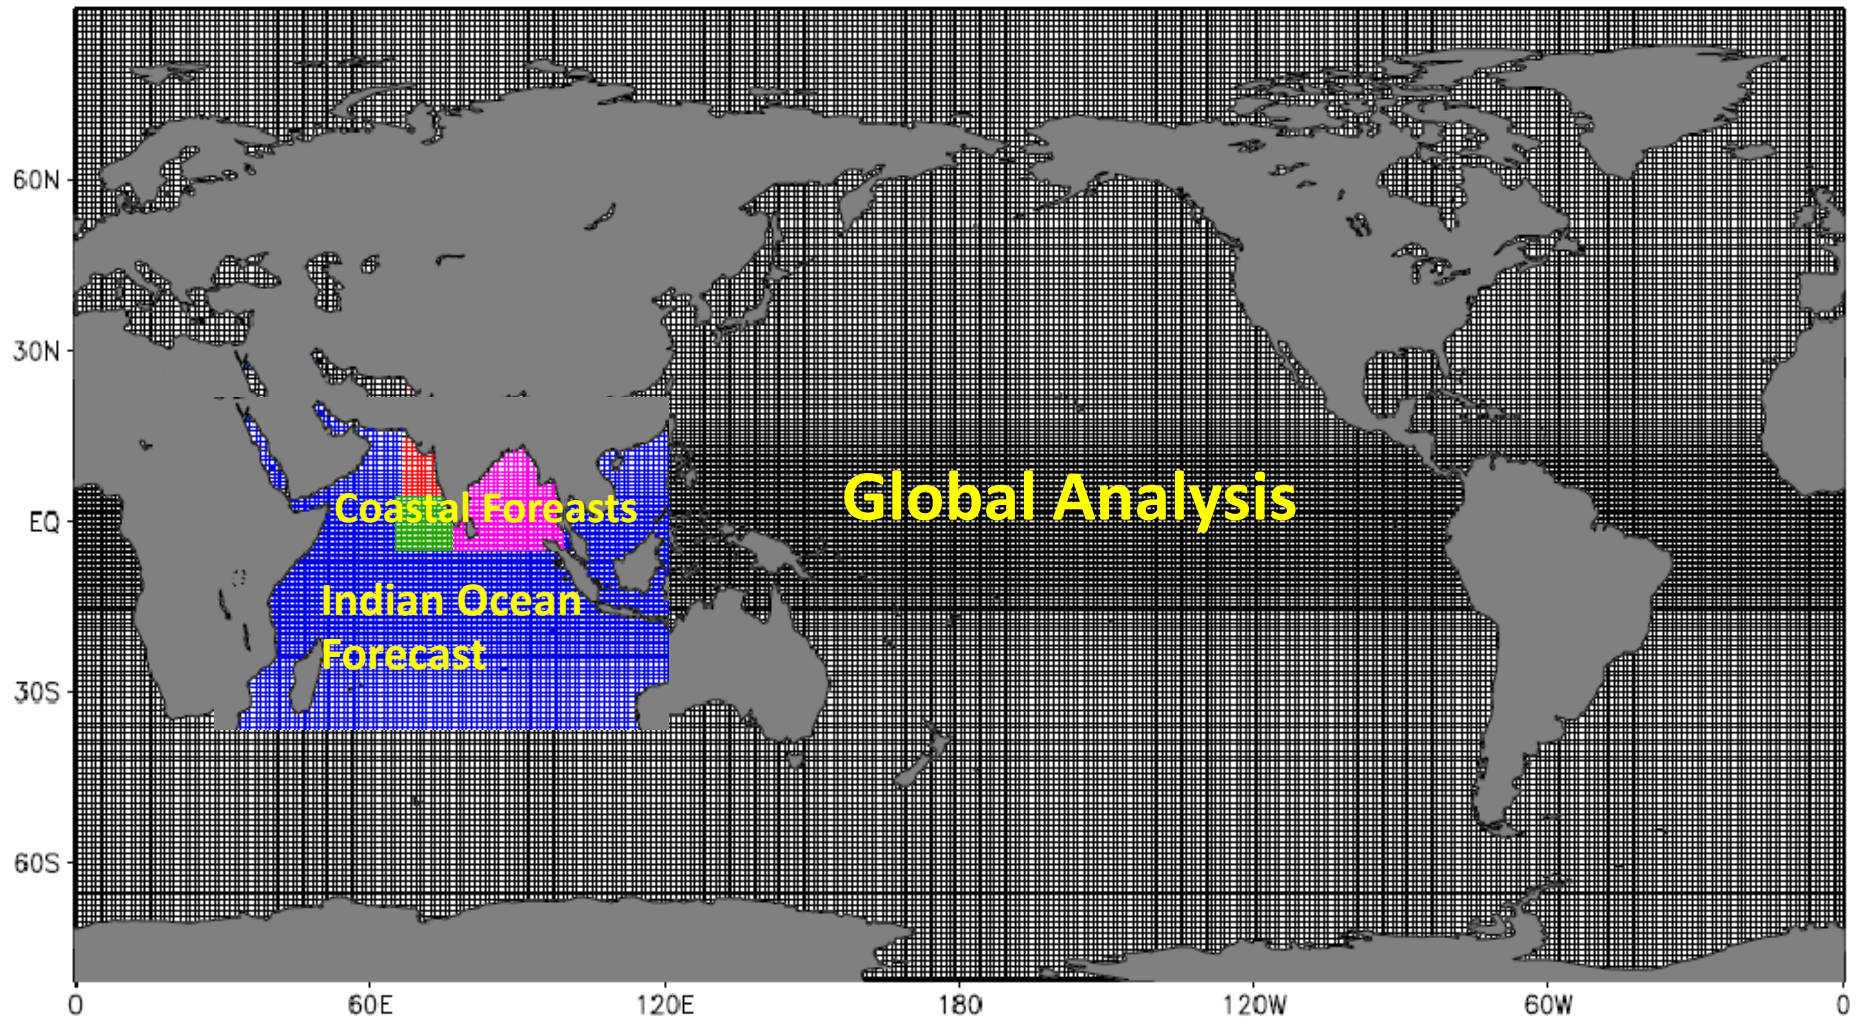 60N
30N
EQ
30S
60S
Global Analysis
Coastal Foreasts
Indian Ocean
Forecast
0 60E 120E 180 120W 60W 0